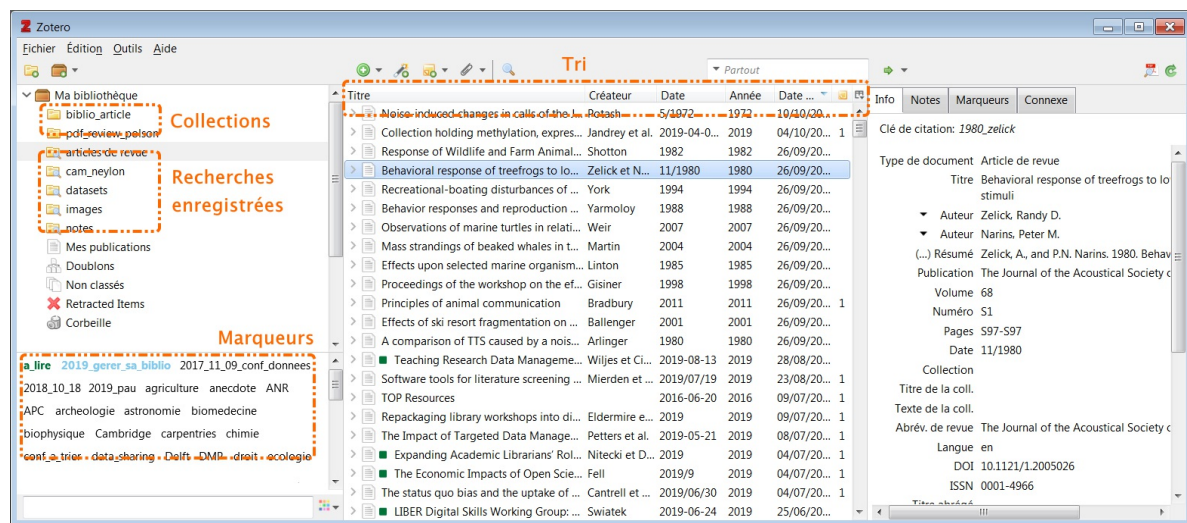 Zotero
Fichier Édition Outils Aide
Tri
Partout
Ma bibliothèque
biblio_article
pdf_review_polson
articles de revue
cam_neylon
datasets
images
notes
Mes publications
Doublons
Non classés
Retracted Items
Corbeille
Collections
Recherches
enregistrées
Marqueurs
a_lire 2019_gerer_sa_biblio 2017_11_09_conf_donnees
2018_10_18 2019_pau agriculture anecdote ANR
APC archeologie astronomie biomedecine
biophysique Cambridge carpentries chimie
conf_a_trier data_sharing Delft DMP droit ecologie
Titre Créateur Date Année Date ...
Noise-induced changes in calls of the J... Potash 5/1972 1972 10/10/20...
Collection holding methylation, expres... Jandrey et al. 2019-04-0... 2019 04/10/20... 1
Response of Wildlife and Farm Animal... Shotton 1982 1982 26/09/20...
Behavioral response of treefrogs to lo... Zelick et N... 11/1980 1980 26/09/20...
Recreational-boating disturbances of ... York 1994 1994 26/09/20...
Behavior responses and reproduction ... Yarmoloy 1988 1988 26/09/20...
Observations of marine turtles in relati... Weir 2007 2007 26/09/20...
Mass strandings of beaked whales in t... Martin 2004 2004 26/09/20...
Effects upon selected marine organism... Linton 1985 1985 26/09/20...
Proceedings of the workshop on the ef... Gisiner 1998 1998 26/09/20...
Principles of animal communication Bradbury 2011 2011 26/09/20... 1
Effects of ski resort fragmentation on ... Ballenger 2001 2001 26/09/20...
A comparison of TTS caused by a nois... Arlinger 1980 1980 26/09/20...
Teaching Research Data Manageme... Wiljes et Ci... 2019-08-13 2019 28/08/20...
Software tools for literature screening ... Mierden et ... 2019/07/19 2019 23/08/20... 1
TOP Resources 2016-06-20 2016 09/07/20... 1
Repackaging library workshops into di... Eldermire e... 2019 2019 09/07/20... 1
The Impact of Targeted Data Manage... Petters et al. 2019-05-21 2019 08/07/20... 1
Expanding Academic Librarians' Rol... Nitecki et D... 2019 2019 04/07/20... 1
The Economic Impacts of Open Scie... Fell 2019/9 2019 04/07/20... 1
The status quo bias and the uptake of ... Cantrell et ... 2019/06/30 2019 04/07/20... 1
LIBER Digital Skills Working Group: ... Swiatek 2019-06-24 2019 25/06/20...
Info Notes Marqueurs Connexe
Clé de citation: 1980_zelick
Type de document Article de revue
Titre Behavioral response of treefrogs to lo
stimuli
Auteur Zelick, Randy D.
Auteur Narins, Peter M.
(...) Résumé Zelick, A., and P.N. Narins. 1980. Behav
Publication The Journal of the Acoustical Society c
Volume 68
Numéro S1
Pages S97-S97
Date 11/1980
Collection
Titre de la coll.
Texte de la coll.
Abrév. de revue The Journal of the Acoustical Society c
Langue en
DOI 10.1121/1.2005026
ISSN 0001-4966
Titre abrégé